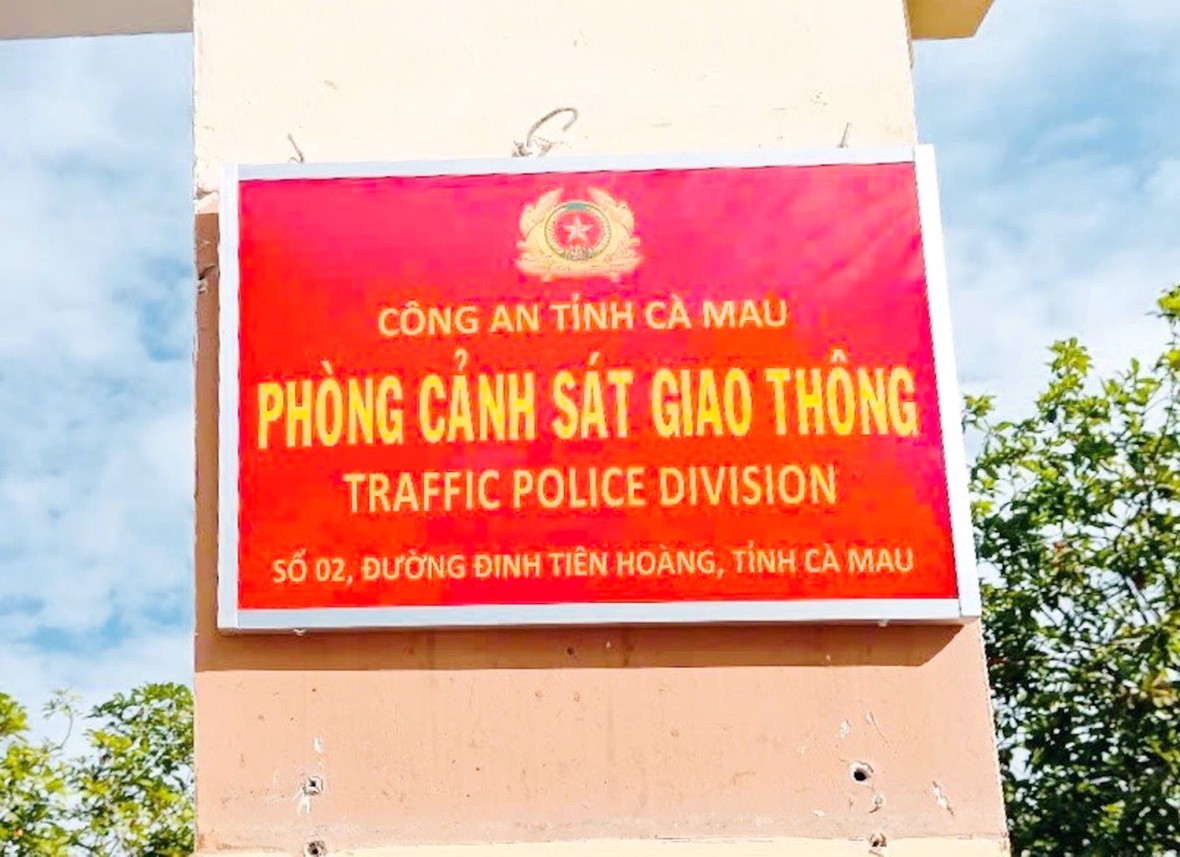 CÔNG AN TỈNH CÀ MAU
PHÒNG CẢNH SÁT GIAO THÔNG
TRAFFIC POLICE DIVISION
SỐ 02, ĐƯỜNG ĐINH TIÊN HOÀNG, TỈNH CÀ MAU